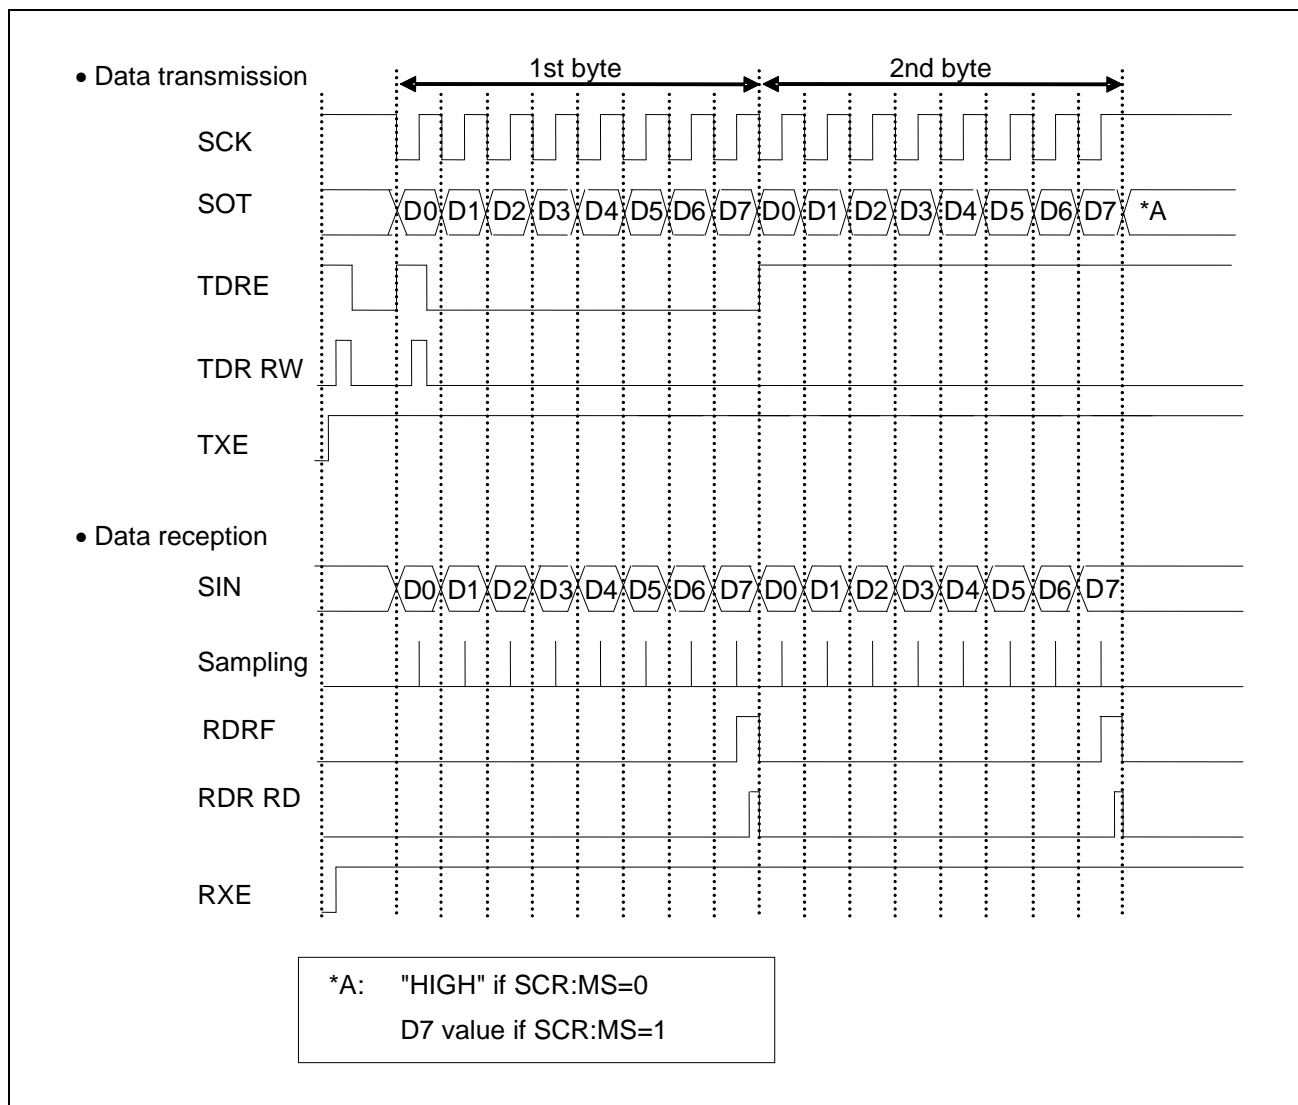 • Data transmission
1st byte 2nd byte
SCK
SOT D0 D1 D2 D3 D4 D5 D6 D7 D0 D1 D2 D3 D4 D5 D6 D7 *A
TDRE
TDR RW
TXE
• Data reception
SIN D0 D1 D2 D3 D4 D5 D6 D7 D0 D1 D2 D3 D4 D5 D6 D7
Sampling
RDRF
RDR RD
RXE
*A: "HIGH" if SCR:MS=0
D7 value if SCR:MS=1